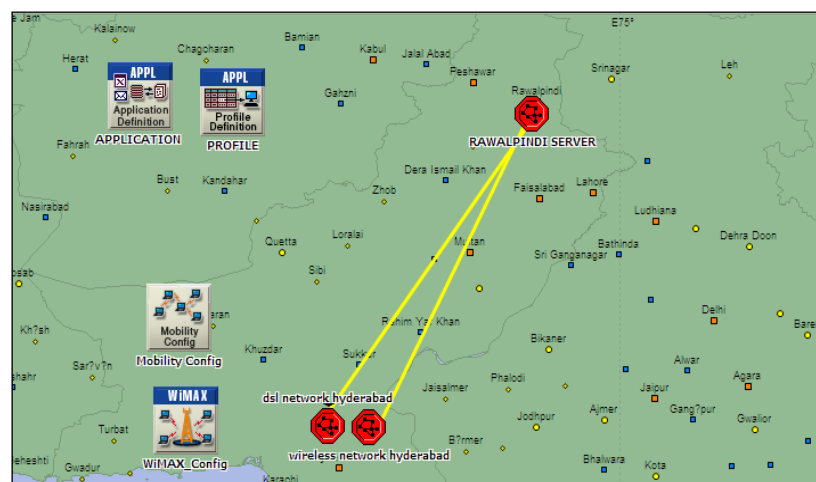 Kalainow
Bamian
Kabul
E75°
Herat
Chagcharan
Jalal Abad
Leh
Peshawar
Srinagar
APPL
APPL
Rawalpindi
Gahzni
Application
Definition
Profile
Definition
APPLICATION
PROFILE
RAWALPINDI SERVER
Fahrah
Dera Ismail Khan
Bust
Kandahar
Faisalabad
Lahore
Zhob
Nasirabad
Ludhiana
Quetta
Loralai
Multan
Bathinda
Dehra Doon
Sri Ganganagar
Sibi
Mobility
Config
Kh?sh
Rahim Yar Khan
Delhi
Bare
Mobility Config
Khuzdar
Sukkur
Bikaner
Sar?v?n
Alwar
Agara
WiMAX
dsl network hyderabad
Jaisalmer
Phalodi
Jaipur
Gang?pur
Turbat
Jodhpur
Ajmer
Gwalior
B?rmer
WiMAX_Config
wireless network hyderabad
Gwadur
Karachi
Bhalwara
Kota